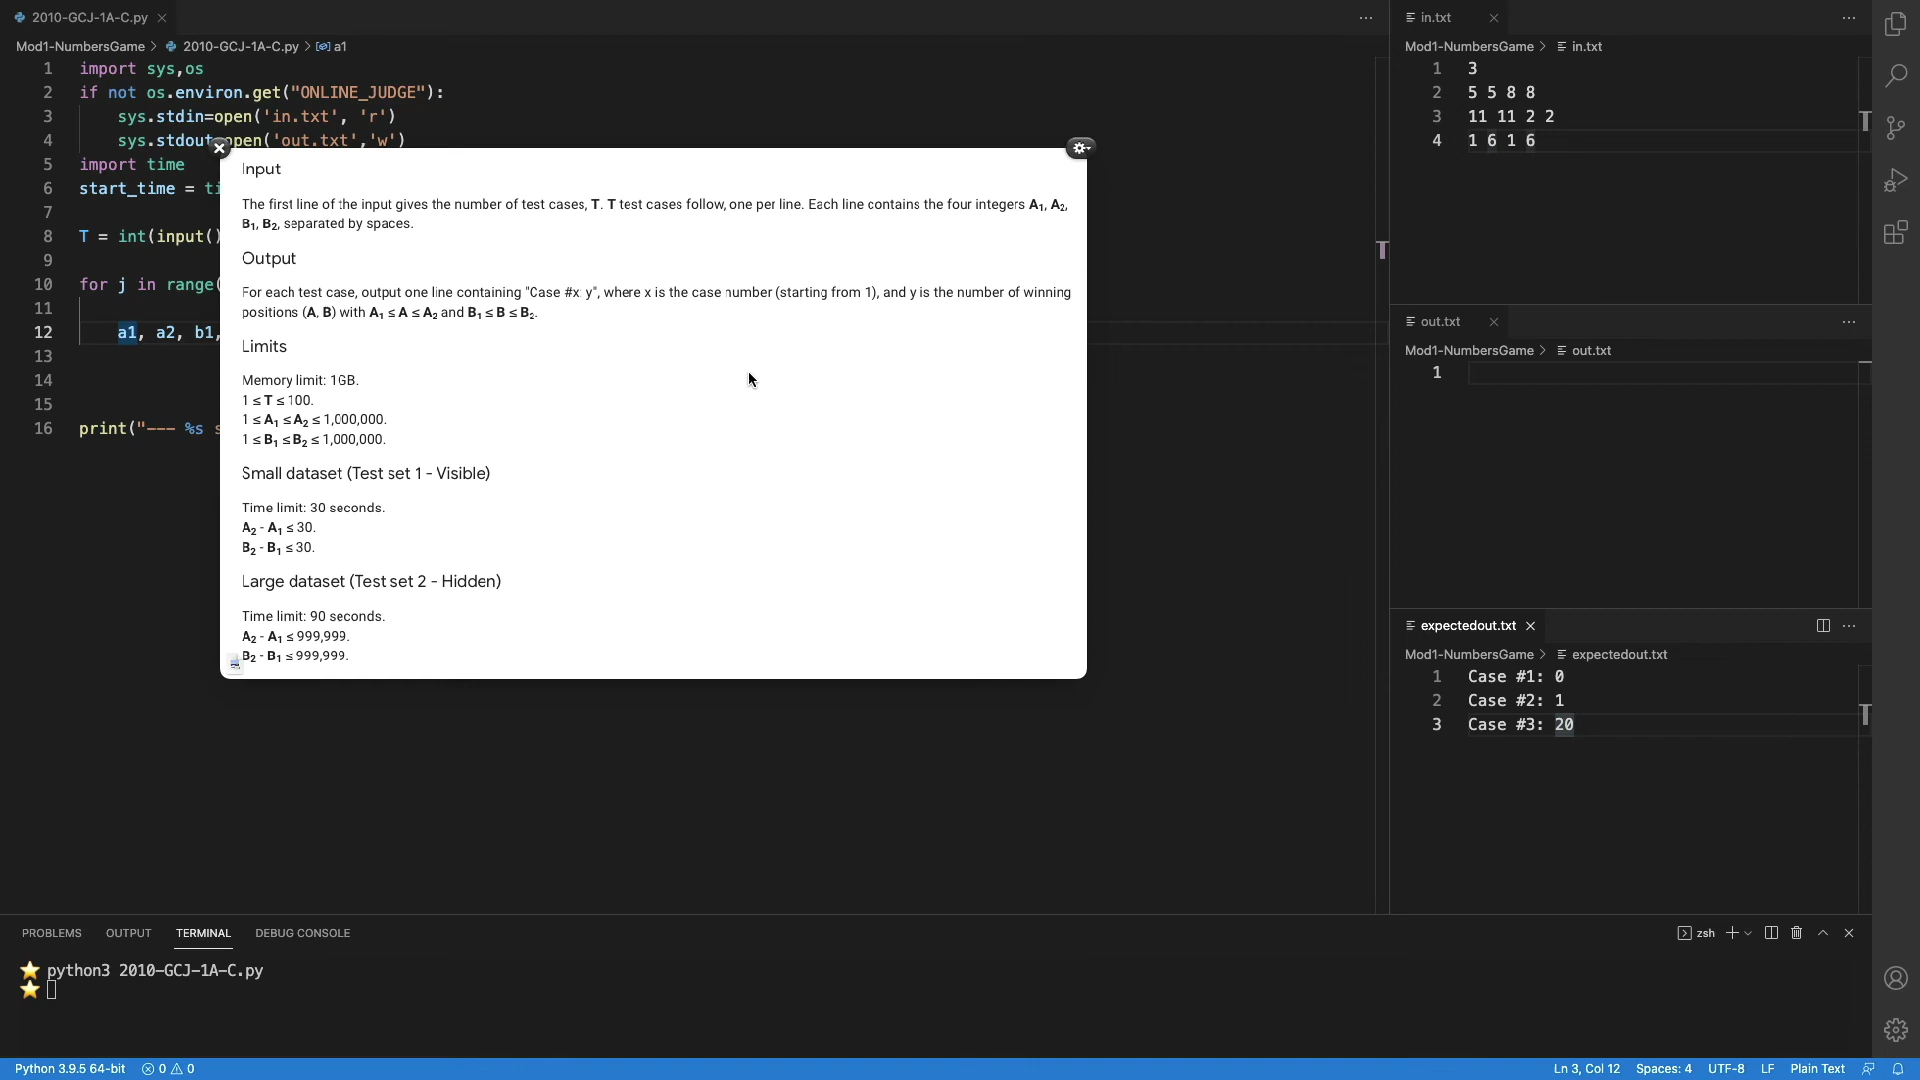 2010-GCJ-1A-C.py
Mod1-NumbersGame > 2010-GCJ-1A-C.py > a1
1 import sys,os
2 if not os.environ.get("ONLINE_JUDGE"):
3 sys.stdin=open('in.txt', 'r')
4 sys.stdout=open('out.txt','w')
5 import time
6 start_time = ti
7
8 T = int(input()
9
10 for j in range(
11
12 a1, a2, b1,
13
14
15
16 print("--- %s s
Input
The first line of the input gives the number of test cases, T. T test cases follow, one per line. Each line contains the four integers A1, A2,
B1, B2, separated by spaces.
Output
For each test case, output one line containing "Case #x: y", where x is the case number (starting from 1), and y is the number of winning
positions (A, B) with A1 ≤ A ≤ A2 and B1 ≤ B ≤ B2.
Limits
Memory limit: 1GB.
1 ≤ T ≤ 100.
1 ≤ A1 ≤ A2 ≤ 1,000,000.
1 ≤ B1 ≤ B2 ≤ 1,000,000.
Small dataset (Test set 1 - Visible)
Time limit: 30 seconds.
A2 - A1 ≤ 30.
B2 - B1 ≤ 30.
Large dataset (Test set 2 - Hidden)
Time limit: 90 seconds.
A2 - A1 ≤ 999,999.
B2 - B1 ≤ 999,999.
in.txt
Mod1-NumbersGame > in.txt
1 3
2 5 5 8 8
3 11 11 2 2
4 1 6 1 6
out.txt
Mod1-NumbersGame > out.txt
1
expectedout.txt
Mod1-NumbersGame > expectedout.txt
1 Case #1: 0
2 Case #2: 1
3 Case #3: 20
PROBLEMS OUTPUT TERMINAL DEBUG CONSOLE zsh
python3 2010-GCJ-1A-C.py
Python 3.9.5 64-bit 0 0 Ln 3, Col 12 Spaces: 4 UTF-8 LF Plain Text